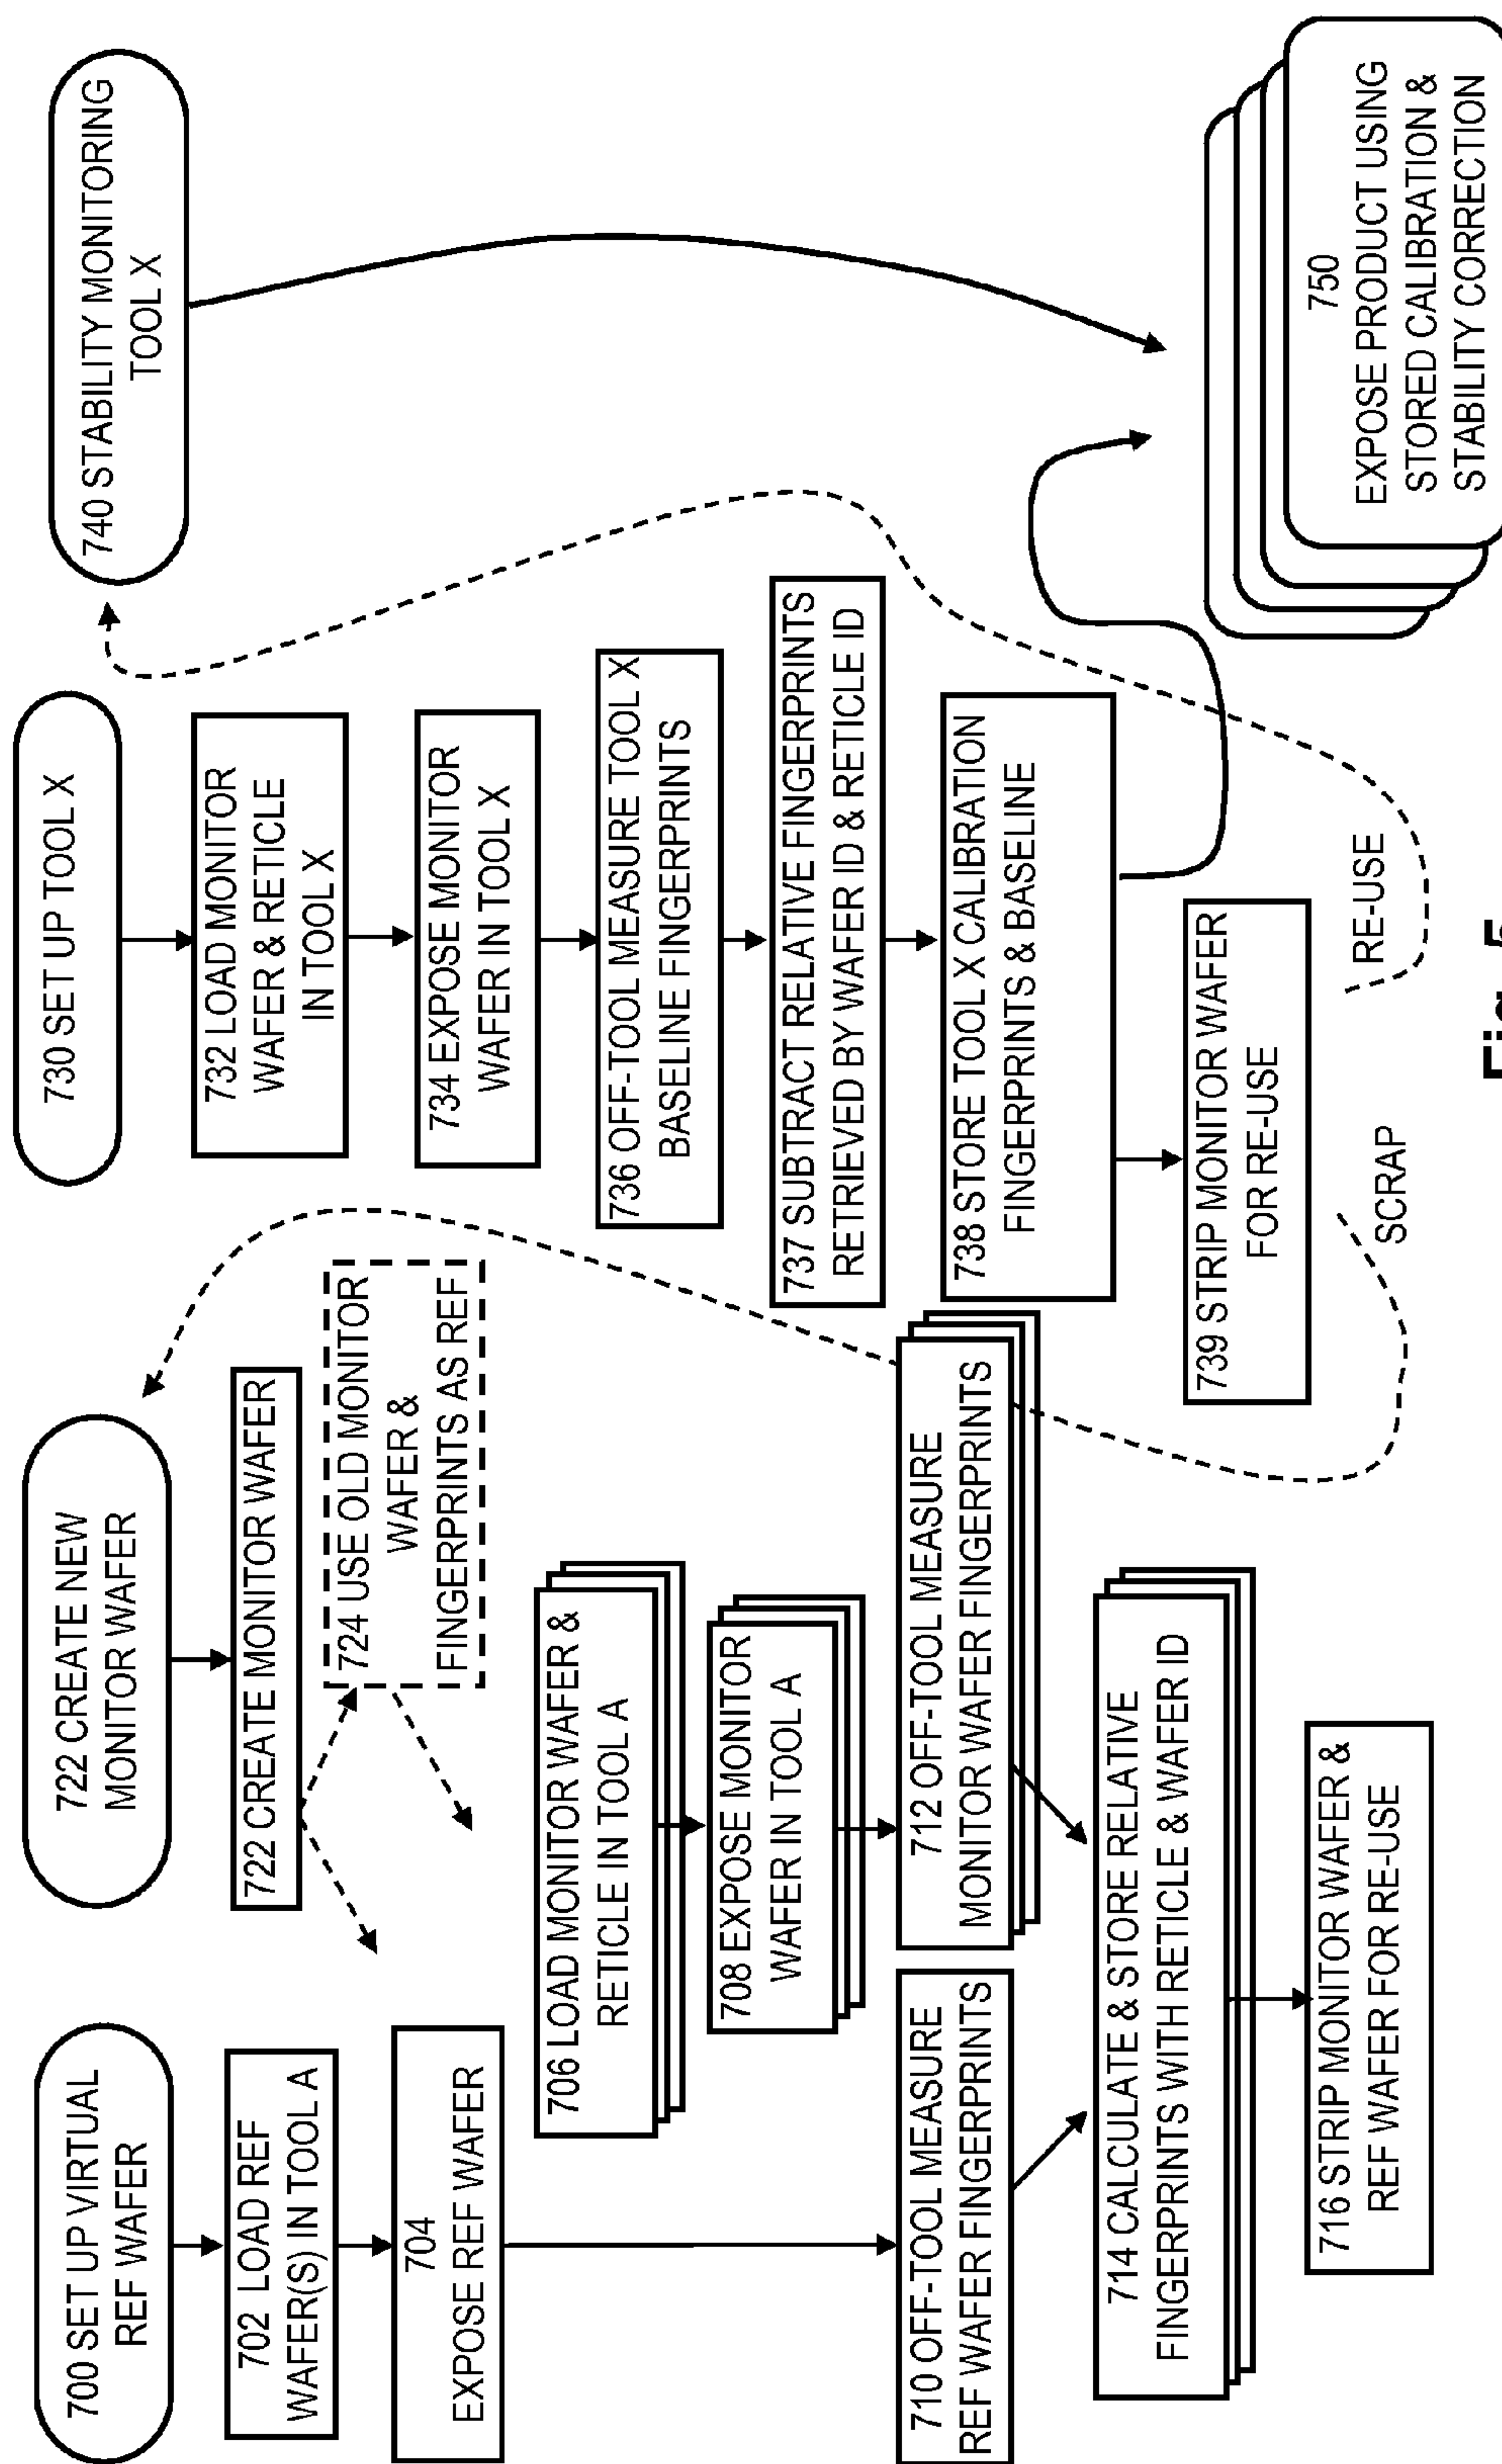 700 SET UP VIRTUAL
REF WAFER
702 LOAD REF
WAFER(S) IN TOOL A
704
EXPOSE REF WAFER
710 OFF-TOOL MEASURE
REF WAFER FINGERPRINTS
722 CREATE NEW
MONITOR WAFER
722 CREATE MONITOR WAFER
724 USE OLD MONITOR
WAFER &
FINGERPRINTS AS REF
706 LOAD MONITOR WAFER &
RETICLE IN TOOL A
708 EXPOSE MONITOR
WAFER IN TOOL A
712 OFF-TOOL MEASURE
MONITOR WAFER FINGERPRINTS
714 CALCULATE & STORE RELATIVE
FINGERPRINTS WITH RETICLE & WAFER ID
716 STRIP MONITOR WAFER &
REF WAFER FOR RE-USE
730 SET UP TOOL X
732 LOAD MONITOR
WAFER & RETICLE
IN TOOL X
734 EXPOSE MONITOR
WAFER IN TOOL X
736 OFF-TOOL MEASURE TOOL X
BASELINE FINGERPRINTS
737 SUBTRACT RELATIVE FINGERPRINTS
RETRIEVED BY WAFER ID & RETICLE ID
738 STORE TOOL X CALIBRATION
FINGERPRINTS & BASELINE
739 STRIP MONITOR WAFER
FOR RE-USE
SCRAP
RE-USE
740 STABILITY MONITORING
TOOL X
750
EXPOSE PRODUCT USING
STORED CALIBRATION &
STABILITY CORRECTION